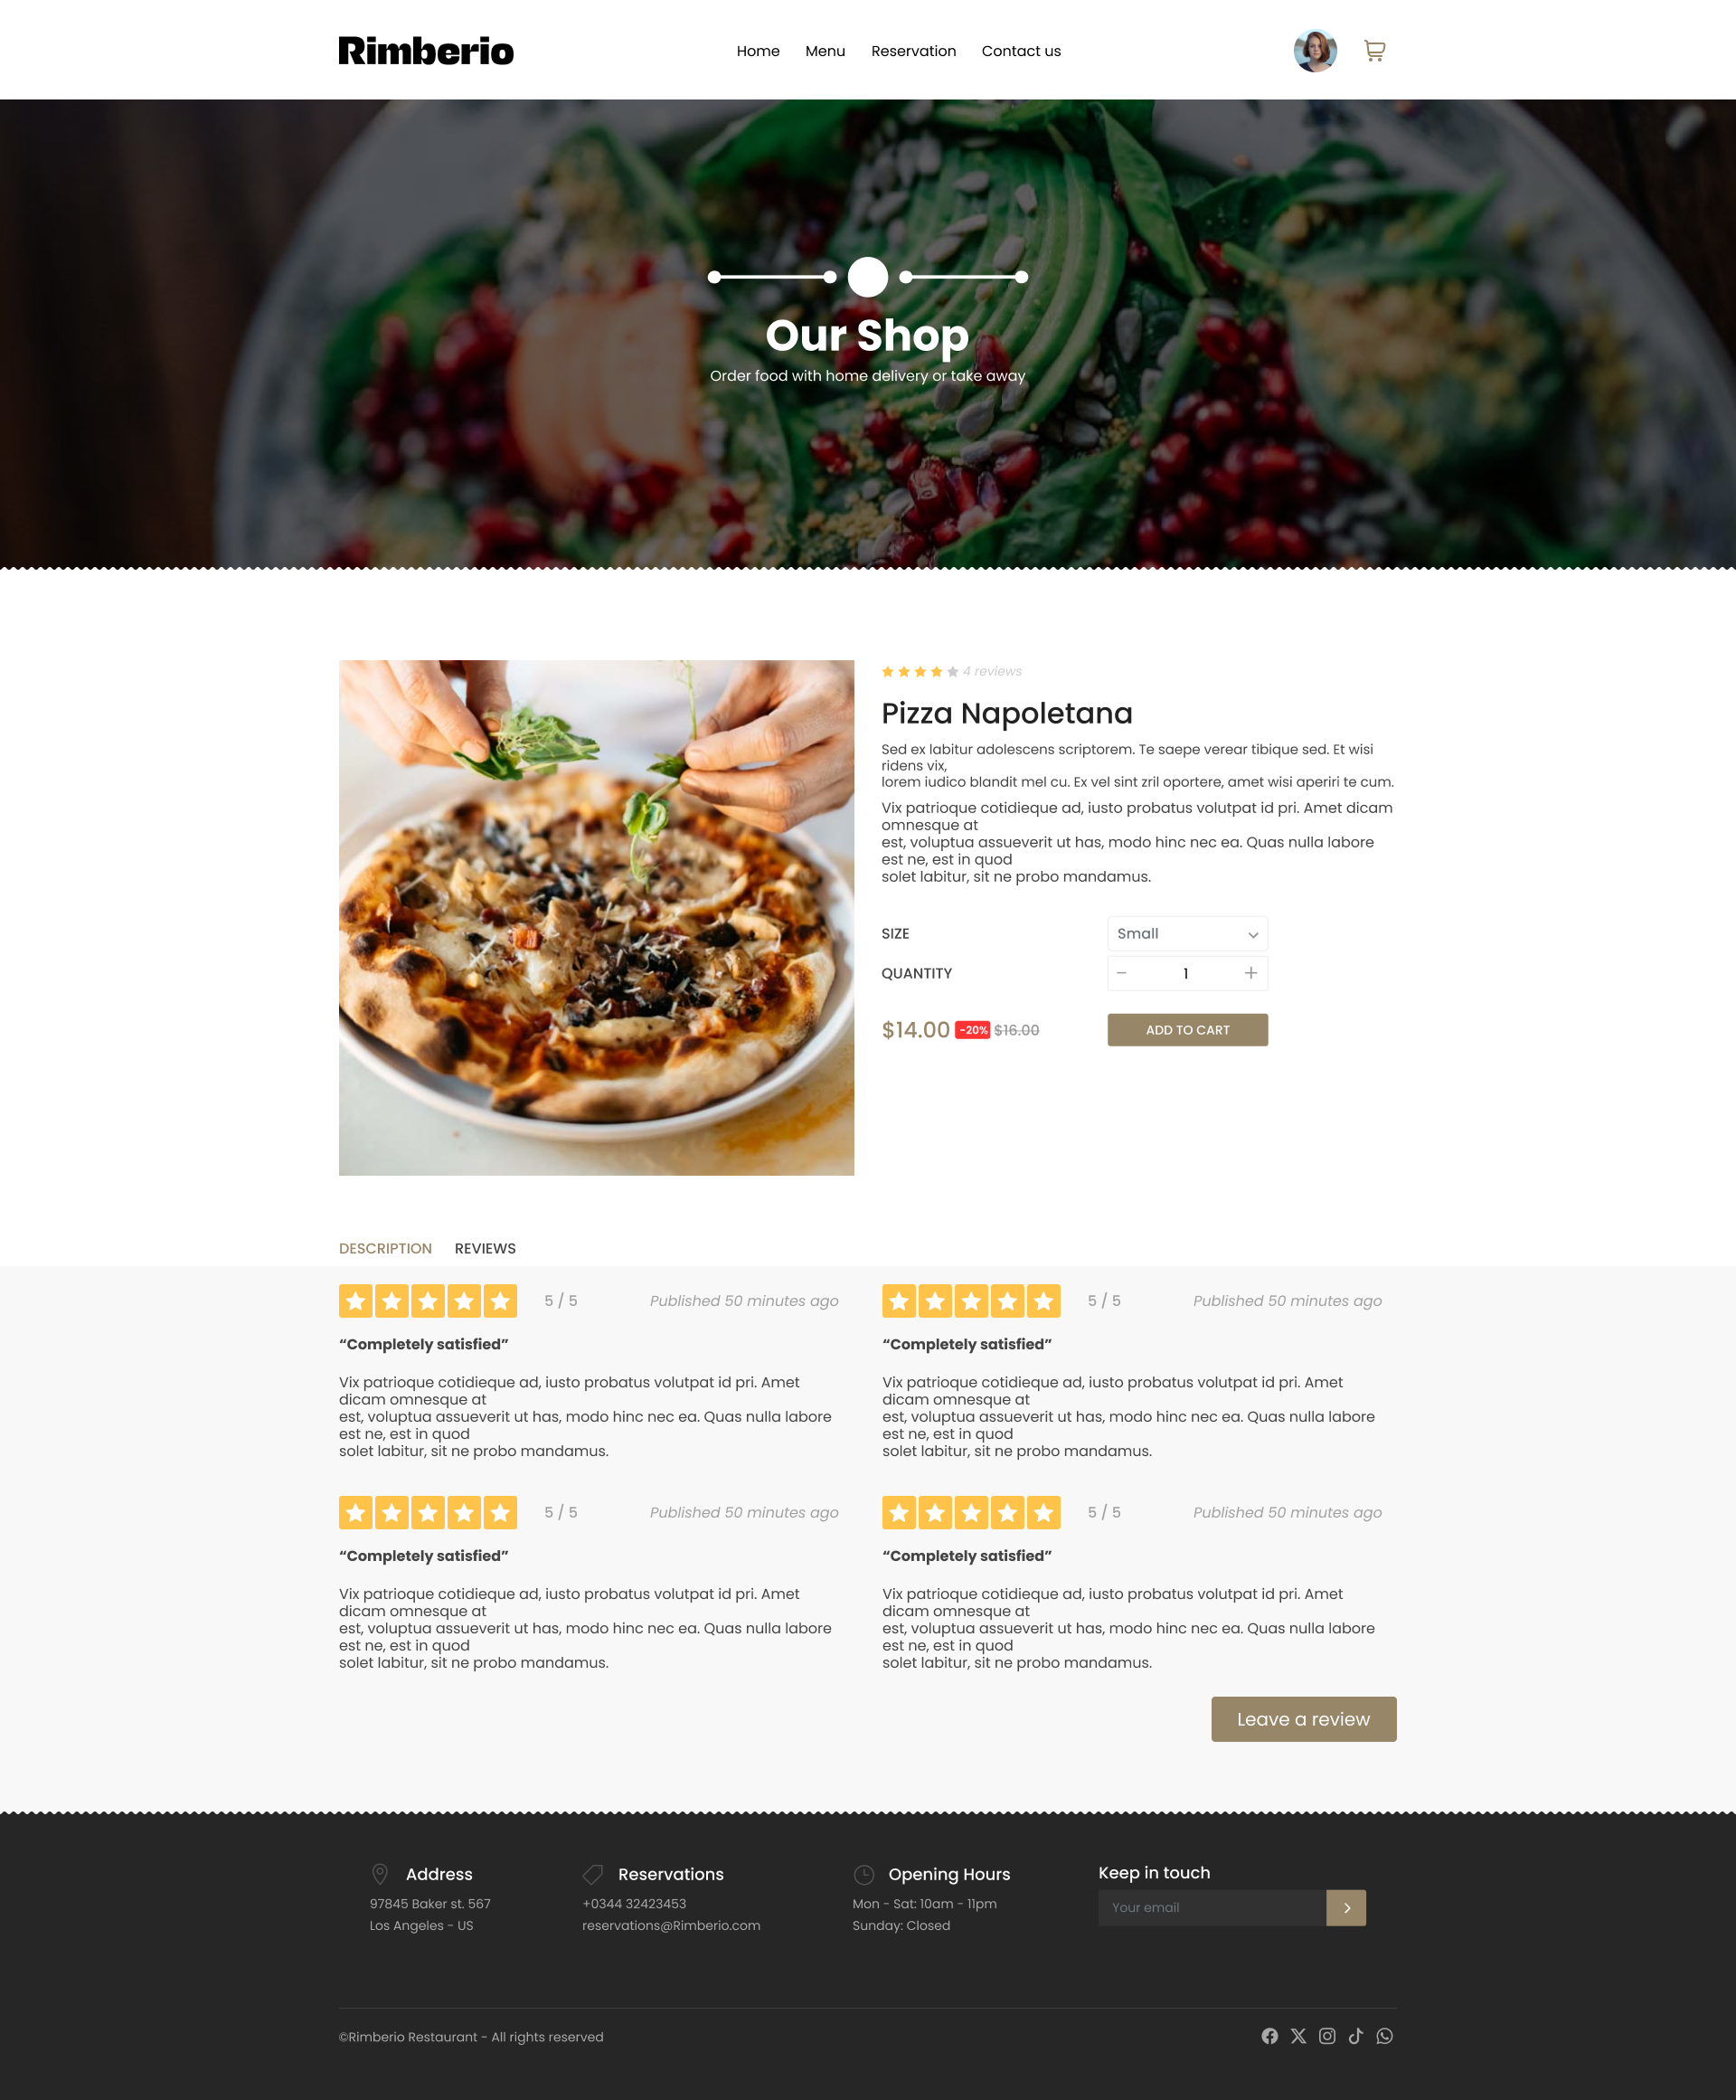 Rimberio
Home Menu Reservation Contact us
Our Shop
Order food with home delivery or take away
4 reviews
Pizza Napoletana
Sed ex labitur adolescens scriptorem. Te saepe verear tibique sed. Et wisi
ridens vix,
lorem iudico blandit mel cu. Ex vel sint zril oportere, amet wisi aperiri te cum.
Vix patrioque cotidieque ad, iusto probatus volutpat id pri. Amet dicam
omnesque at
est, voluptua assueverit ut has, modo hinc nec ea. Quas nulla labore
est ne, est in quod
solet labitur, sit ne probo mandamus.
SIZE Small
QUANTITY 1
$14.00 -20% $16.00 ADD TO CART
DESCRIPTION REVIEWS
5 / 5 Published 50 minutes ago
“Completely satisfied”
Vix patrioque cotidieque ad, iusto probatus volutpat id pri. Amet
dicam omnesque at
est, voluptua assueverit ut has, modo hinc nec ea. Quas nulla labore
est ne, est in quod
solet labitur, sit ne probo mandamus.
5 / 5 Published 50 minutes ago
“Completely satisfied”
Vix patrioque cotidieque ad, iusto probatus volutpat id pri. Amet
dicam omnesque at
est, voluptua assueverit ut has, modo hinc nec ea. Quas nulla labore
est ne, est in quod
solet labitur, sit ne probo mandamus.
5 / 5 Published 50 minutes ago
“Completely satisfied”
Vix patrioque cotidieque ad, iusto probatus volutpat id pri. Amet
dicam omnesque at
est, voluptua assueverit ut has, modo hinc nec ea. Quas nulla labore
est ne, est in quod
solet labitur, sit ne probo mandamus.
5 / 5 Published 50 minutes ago
“Completely satisfied”
Vix patrioque cotidieque ad, iusto probatus volutpat id pri. Amet
dicam omnesque at
est, voluptua assueverit ut has, modo hinc nec ea. Quas nulla labore
est ne, est in quod
solet labitur, sit ne probo mandamus.
Leave a review
Address
97845 Baker st. 567
Los Angeles - US
Reservations
+0344 32423453
reservations@Rimberio.com
Opening Hours
Mon - Sat: 10am - 11pm
Sunday: Closed
Keep in touch
Your email
©Rimberio Restaurant - All rights reserved